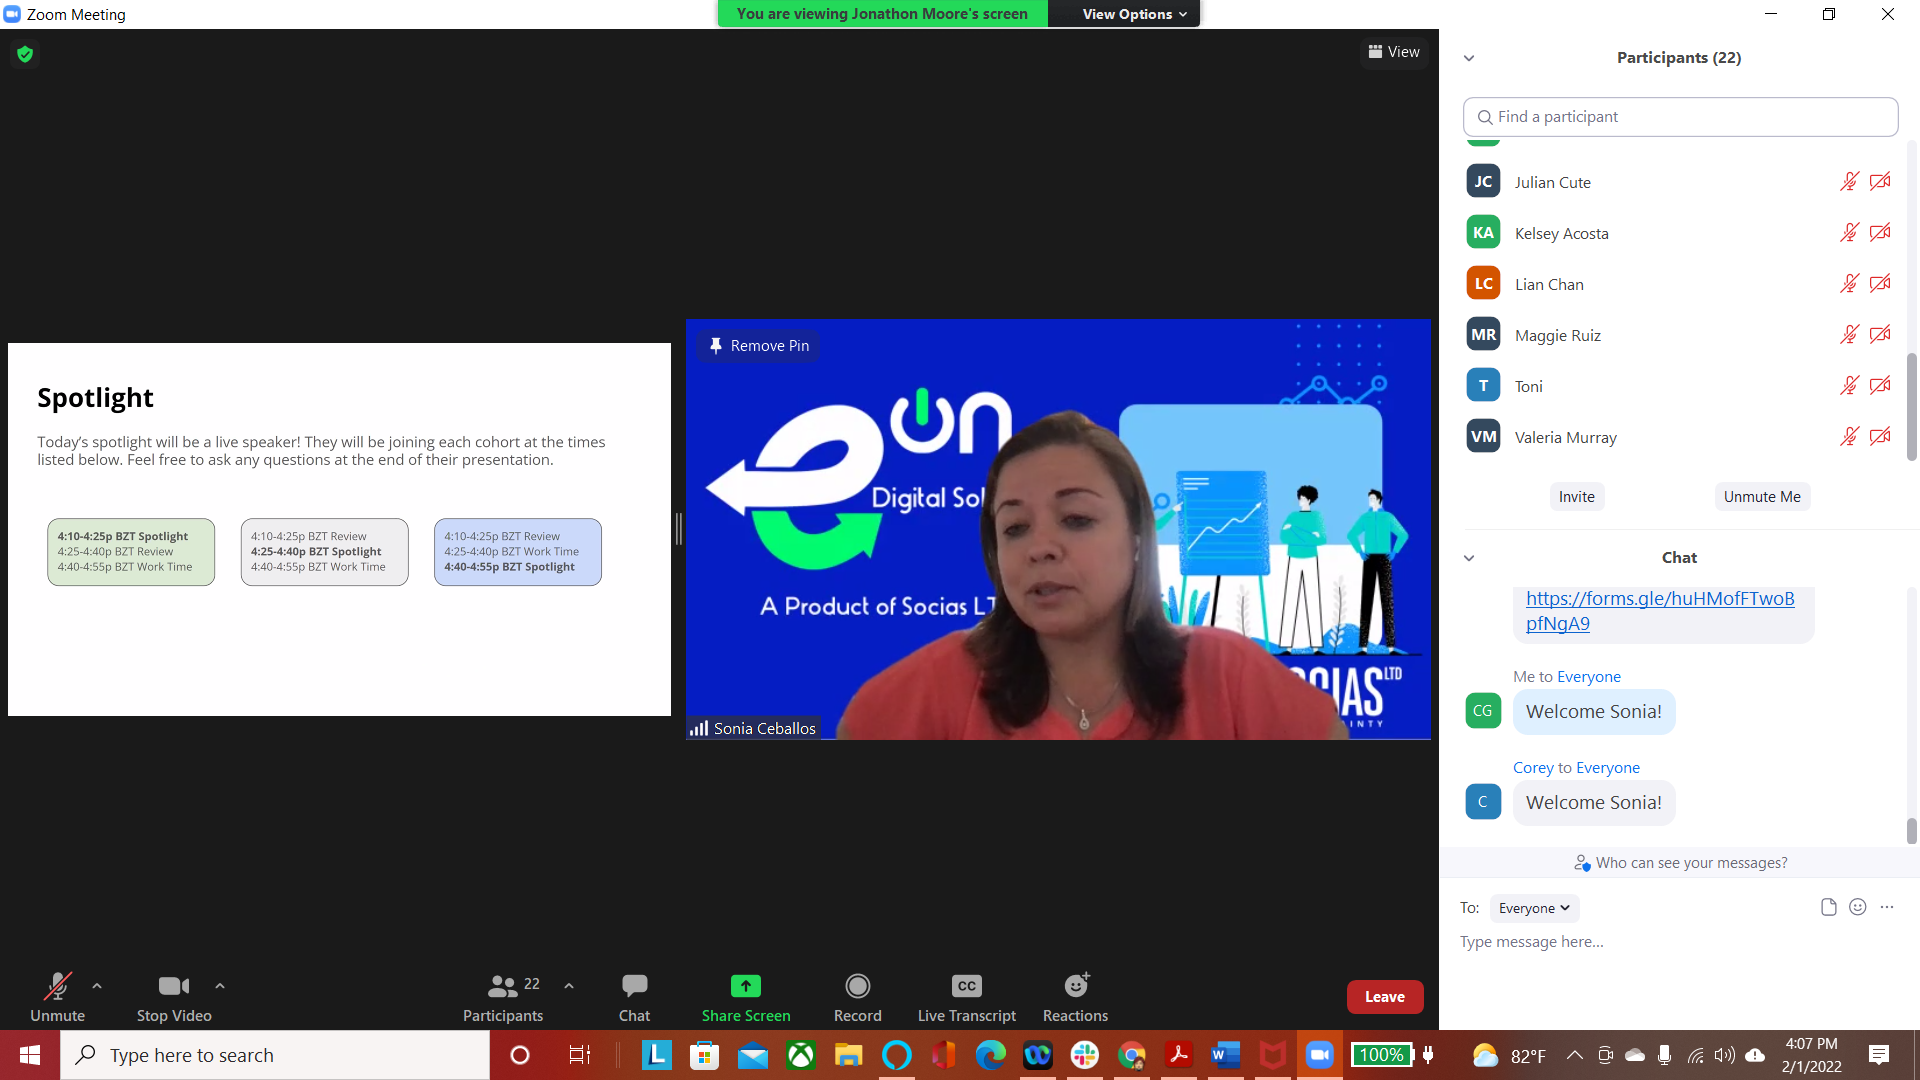 Zoom Meeting
You are viewing Jonathon Moore's screen
View Options
View
Spotlight
Today's spotlight will be a live speaker! They will be joining each cohort at the times
listed below. Feel free to ask any questions at the end of their presentation.
4:10-4:25p BZT Spotlight
4:25-4:40p BZT Review
4:40-4:55p BZT Work Time
4:10-4:25p BZT Review
4:25-4:40p BZT Spotlight
4:40-4:55p BZT Work Time
4:10-4:25p BZT Review
4:25-4:40p BZT Work Time
4:40-4:55p BZT Spotlight
Remove Pin
eon
Digital Sol
A Product of Socias LT
CIAS LTD
INTY
Sonia Ceballos
Participants (22)
Find a participant
JC Julian Cute
KA Kelsey Acosta
LC Lian Chan
MR Maggie Ruiz
T Toni
VM Valeria Murray
Invite
Unmute Me
Chat
https://forms.gle/huHMofFTwoB
pfNgA9
Me to Everyone
CG Welcome Sonia!
Corey to Everyone
C Welcome Sonia!
Who can see your messages?
To: Everyone
Type message here...
Unmute
Stop Video
22
Participants
Chat
Share Screen
Record
CC
Live Transcript
Reactions
Leave
Type here to search
L
W
100%
82°F
4:07 PM
2/1/2022